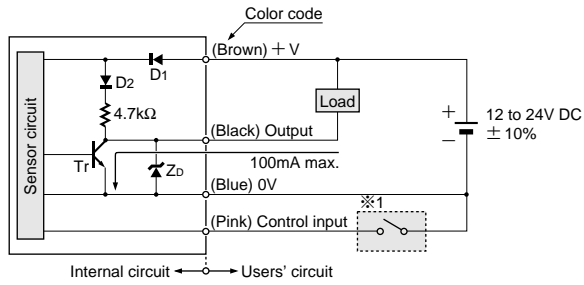 Color code
(Brown) + V
D1
D2
4.7kΩ
Load
+
12 to 24V DC
± 10%
−
Sensor circuit
(Black) Output
Tr
ZD
100mA max.
(Blue) 0V
※1
(Pink) Control input
Internal circuit
Users' circuit